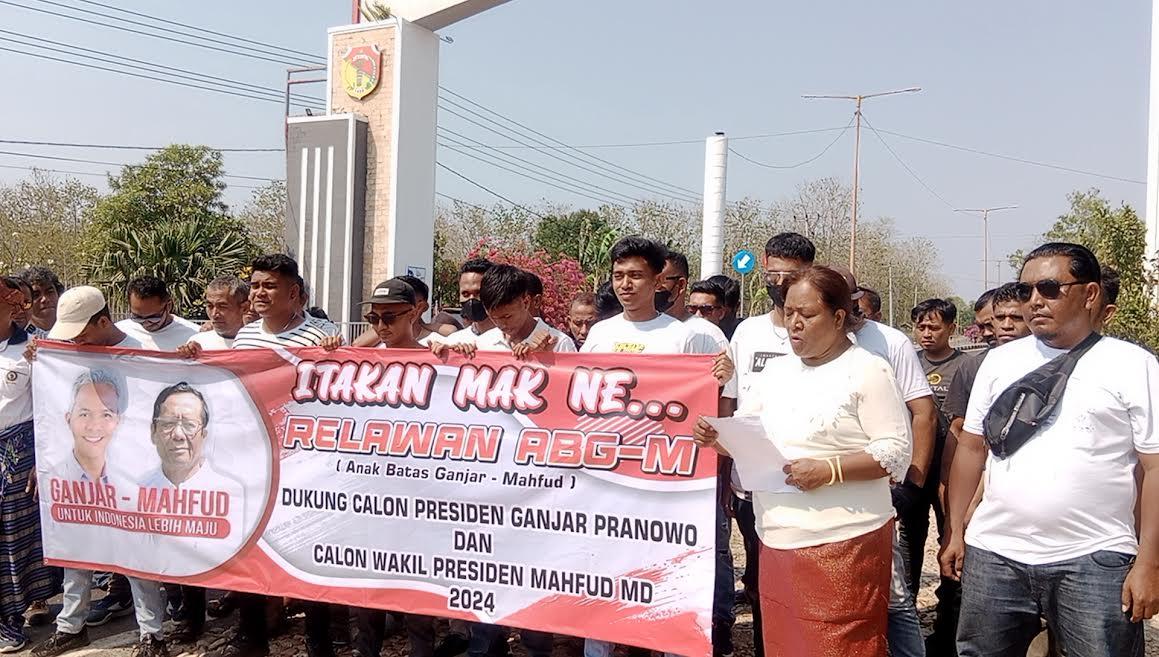 ITAKAN MAK NE...
RELAWAN ABG-M
( Anak Batas Ganjar - Mahfud )
DUKUNG CALON PRESIDEN GANJAR PRANOWO
DAN
CALON WAKIL PRESIDEN MAHFUD MD
2024
GANJAR - MAHFUD
UNTUK INDONESIA LEBIH MAJU